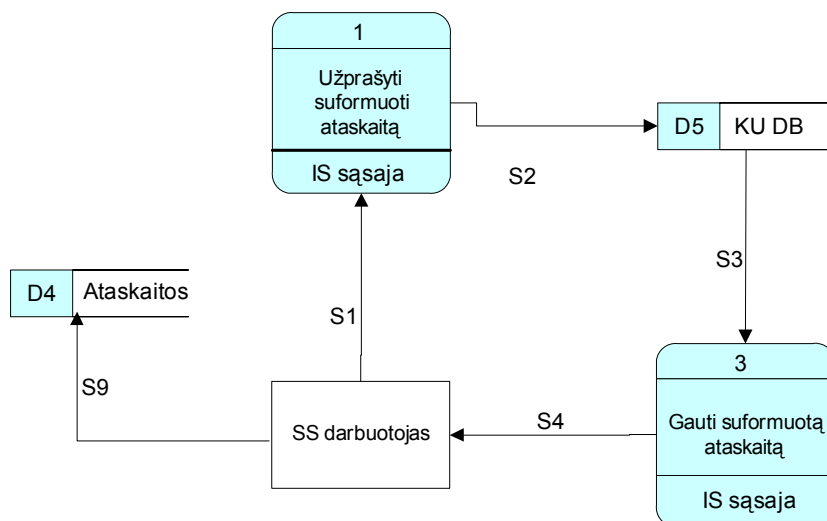 1
Užprašyti
suformuoti
ataskaitą
IS sąsaja
D5 KU DB
S2
S3
D4 Ataskaitos
S1
S9
SS darbuotojas
S4
3
Gauti suformuotą
ataskaitą
IS sąsaja